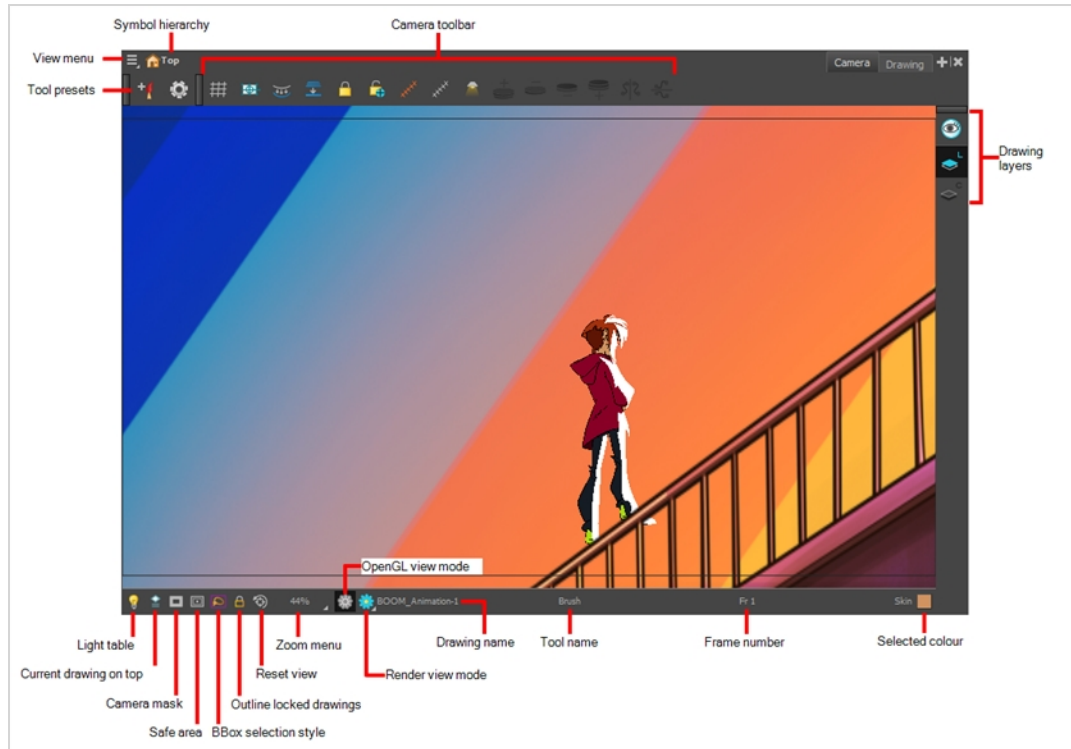 Symbol hierarchy
Camera toolbar
View menu
Top
Camera
Drawing
Tool presets
L
C
Drawing
layers
OpenGL view mode
44%
BOOM_Animation-1
Brush
Fr 1
Skin
Light table
Zoom menu
Drawing name
Tool name
Frame number
Selected colour
Current drawing on top
Reset view
Render view mode
Camera mask
Outline locked drawings
Safe area
BBox selection style